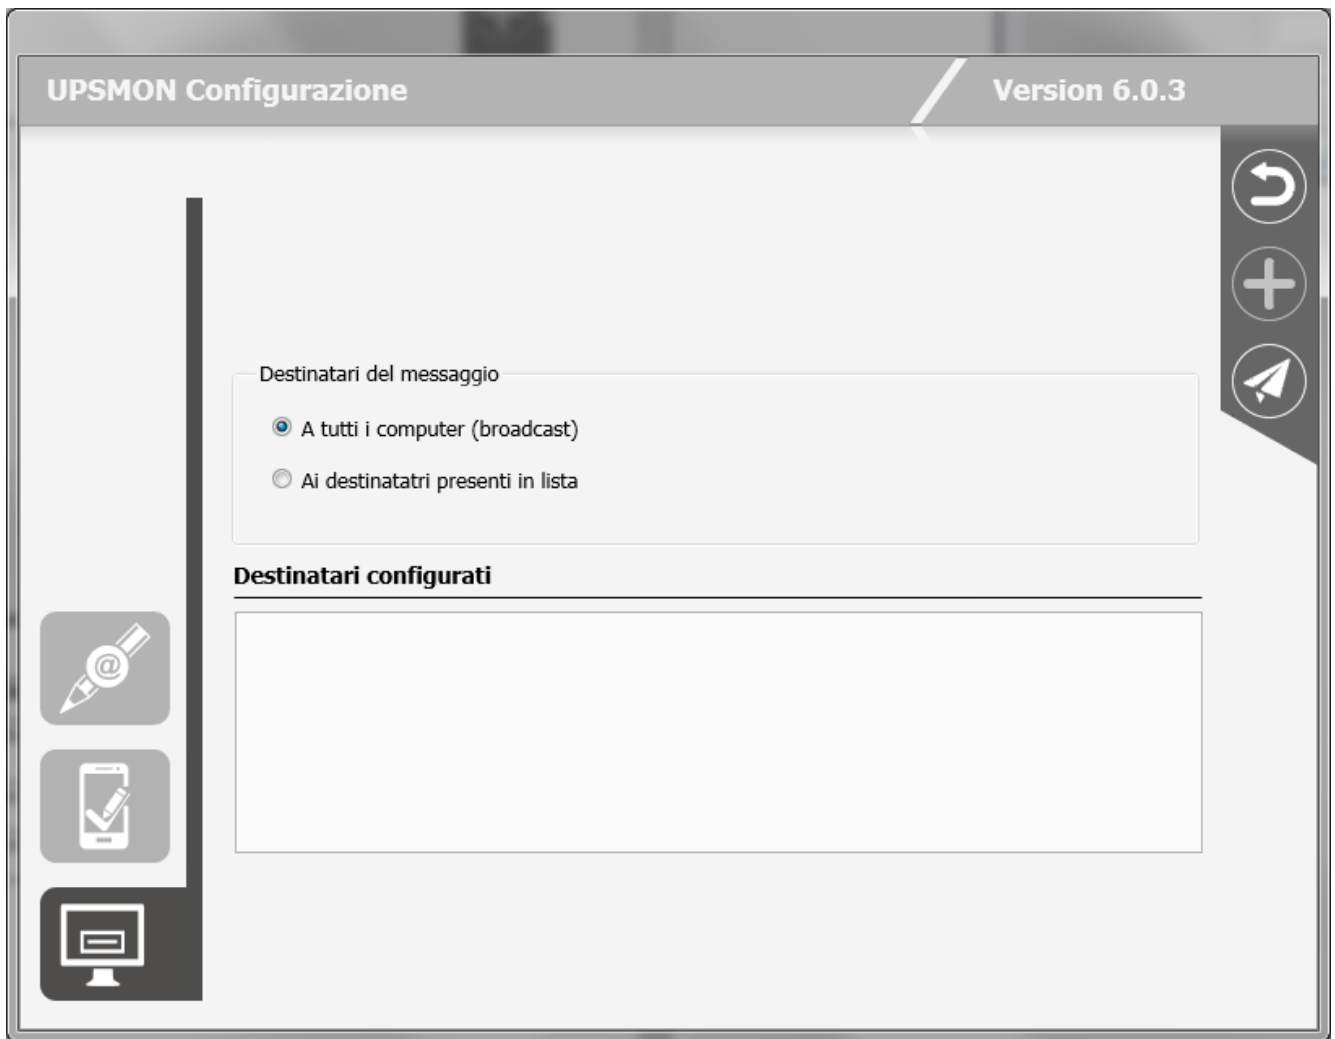 UPSMON Configurazione
Version 6.0.3
Destinatari del messaggio
A tutti i computer (broadcast)
Ai destinatatri presenti in lista
Destinatari configurati
@